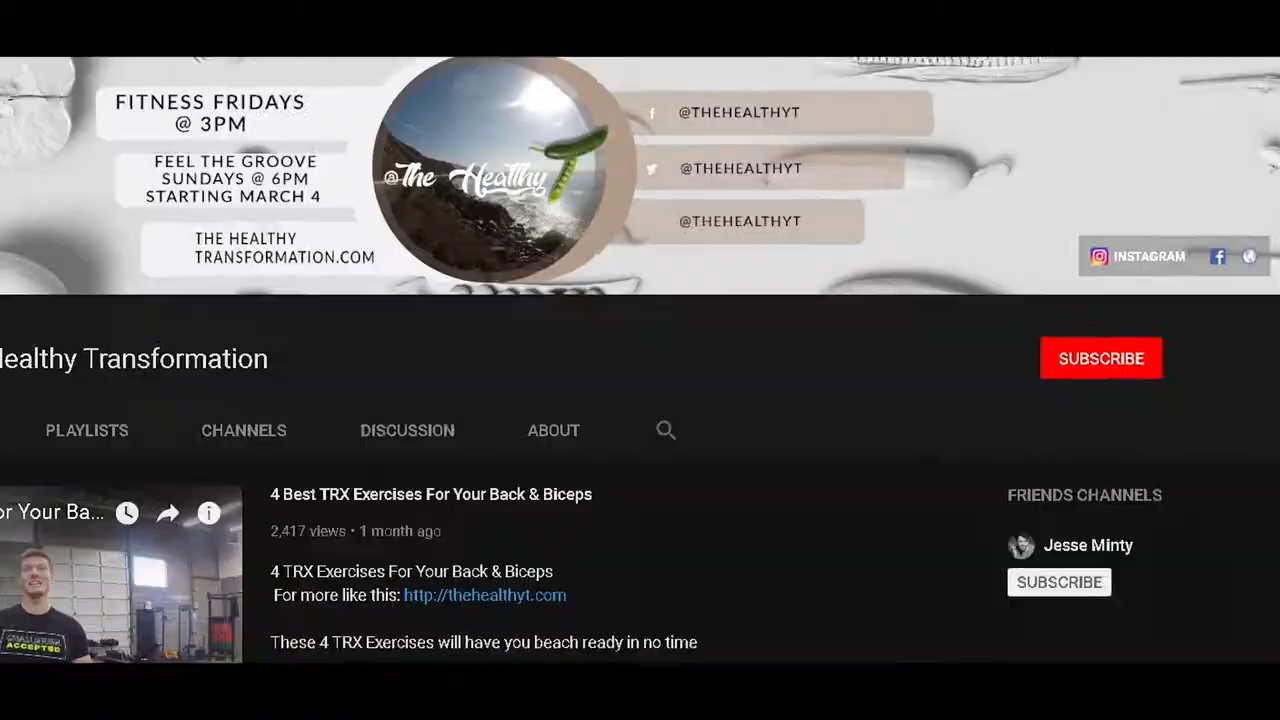 FITNESS FRIDAYS
@ 3PM
FEEL THE GROOVE
SUNDAYS @ 6PM
STARTING MARCH 4
THE HEALTHY
TRANSFORMATION.COM
@The Healthy
@THEHEALTHYT
@THEHEALTHYT
@THEHEALTHYT
INSTAGRAM
Healthy Transformation
SUBSCRIBE
PLAYLISTS CHANNELS DISCUSSION ABOUT
or Your Ba...
4 Best TRX Exercises For Your Back & Biceps
2,417 views • 1 month ago
4 TRX Exercises For Your Back & Biceps
For more like this: http://thehealthyt.com
These 4 TRX Exercises will have you beach ready in no time
CHALLENGE
ACCEPTED
FRIENDS CHANNELS
Jesse Minty
SUBSCRIBE